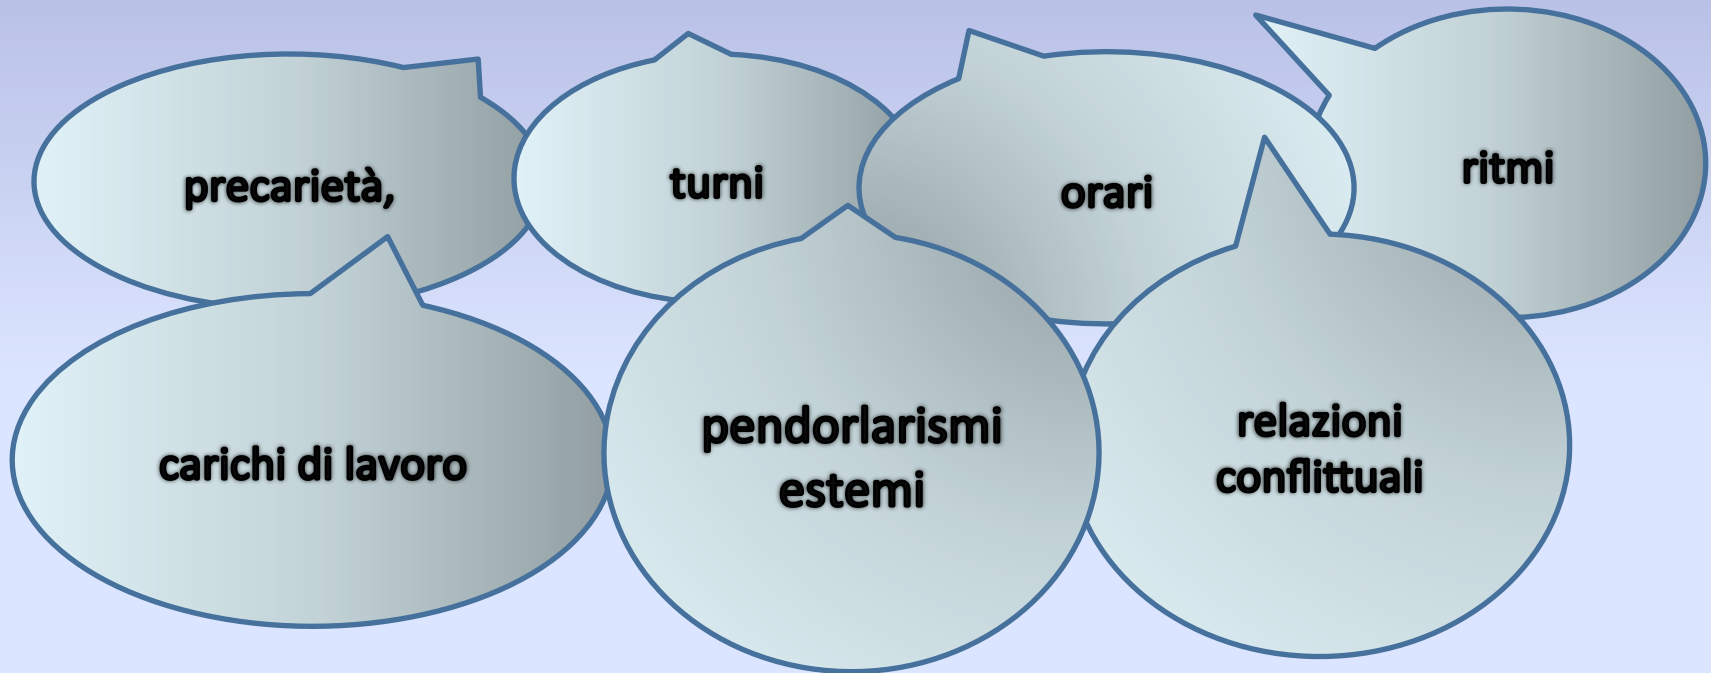 precarietà,
turni
orari
ritmi
carichi di lavoro
pendorlarismi
estemi
relazioni
conflittuali